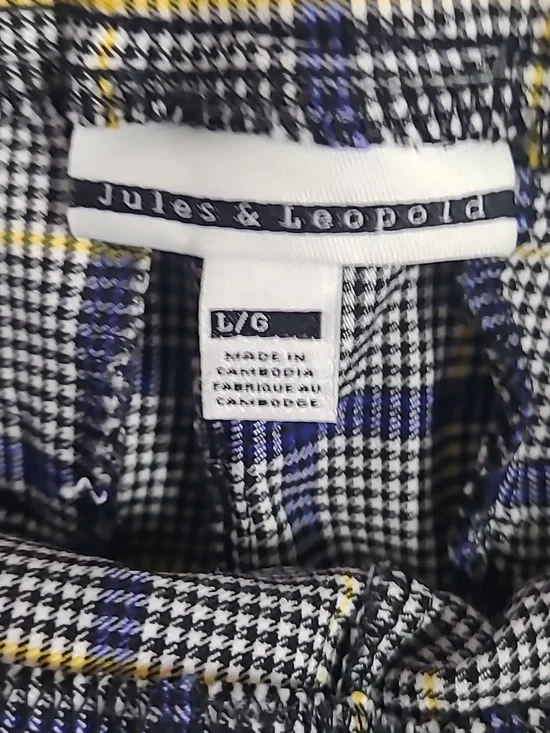 Jules & Leopold
L/G
MADE IN
CAMBODIA
FABRIQUE AU
CAMBODGE